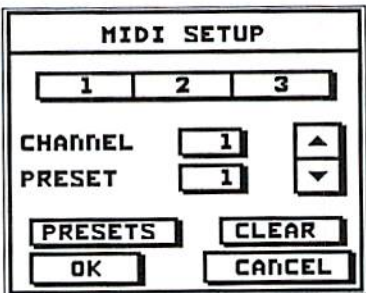 MIDI SETUP
1 2 3
CHANNEL 1
PRESET 1
PRESETS CLEAR
OK CANCEL